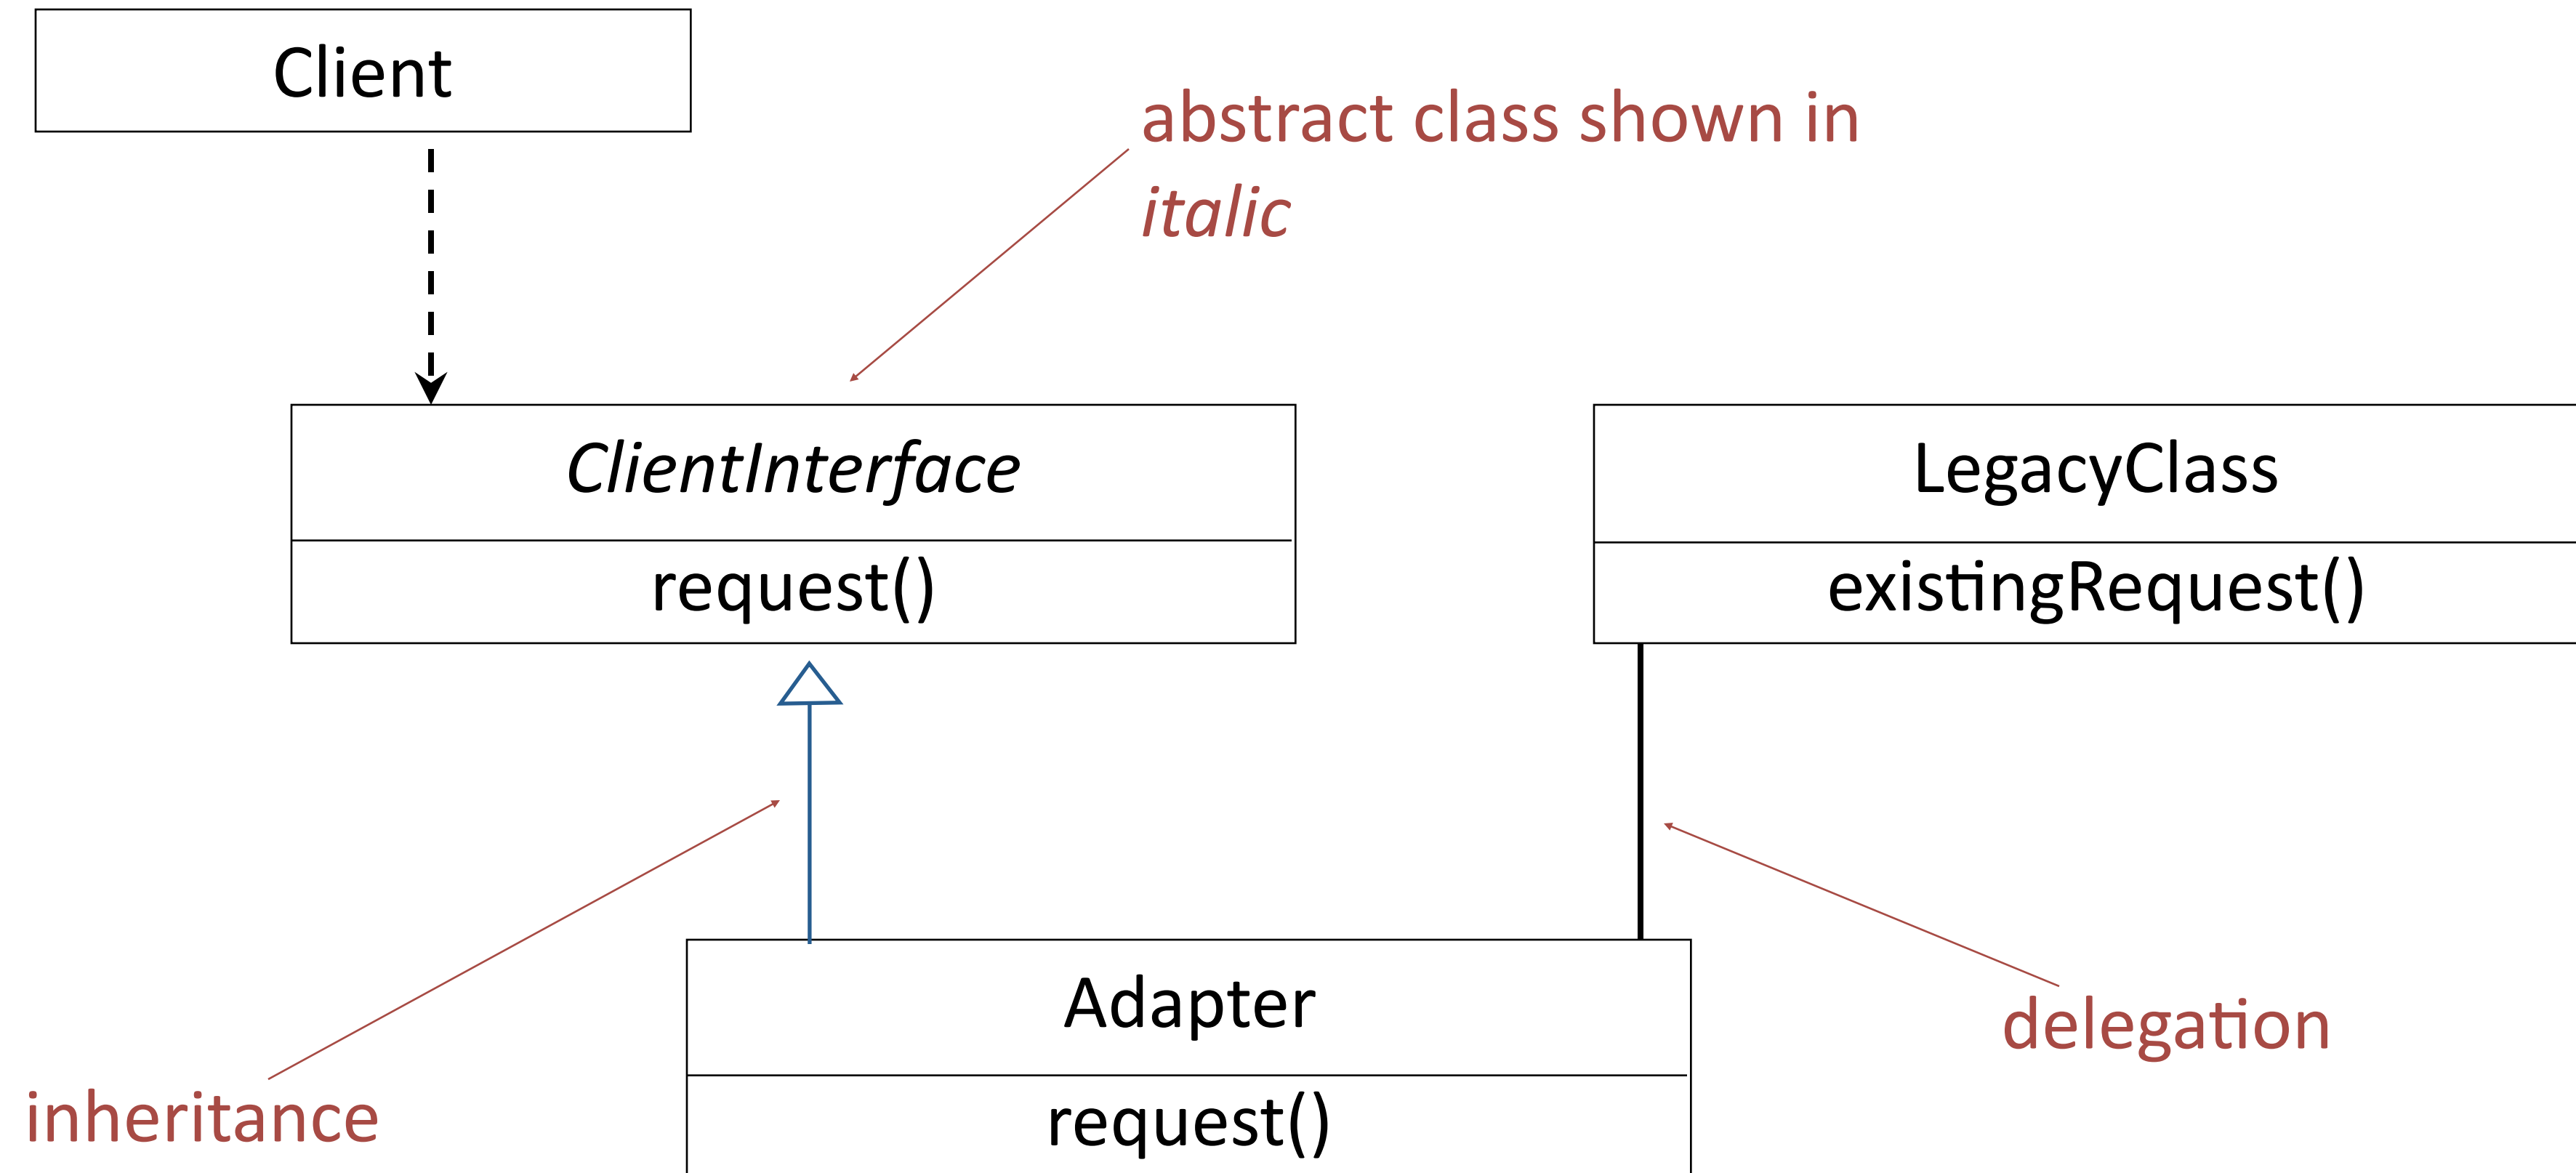 Client
abstract class shown in
italic
ClientInterface
LegacyClass
request()
existingRequest()
Adapter
delegation
inheritance
request()